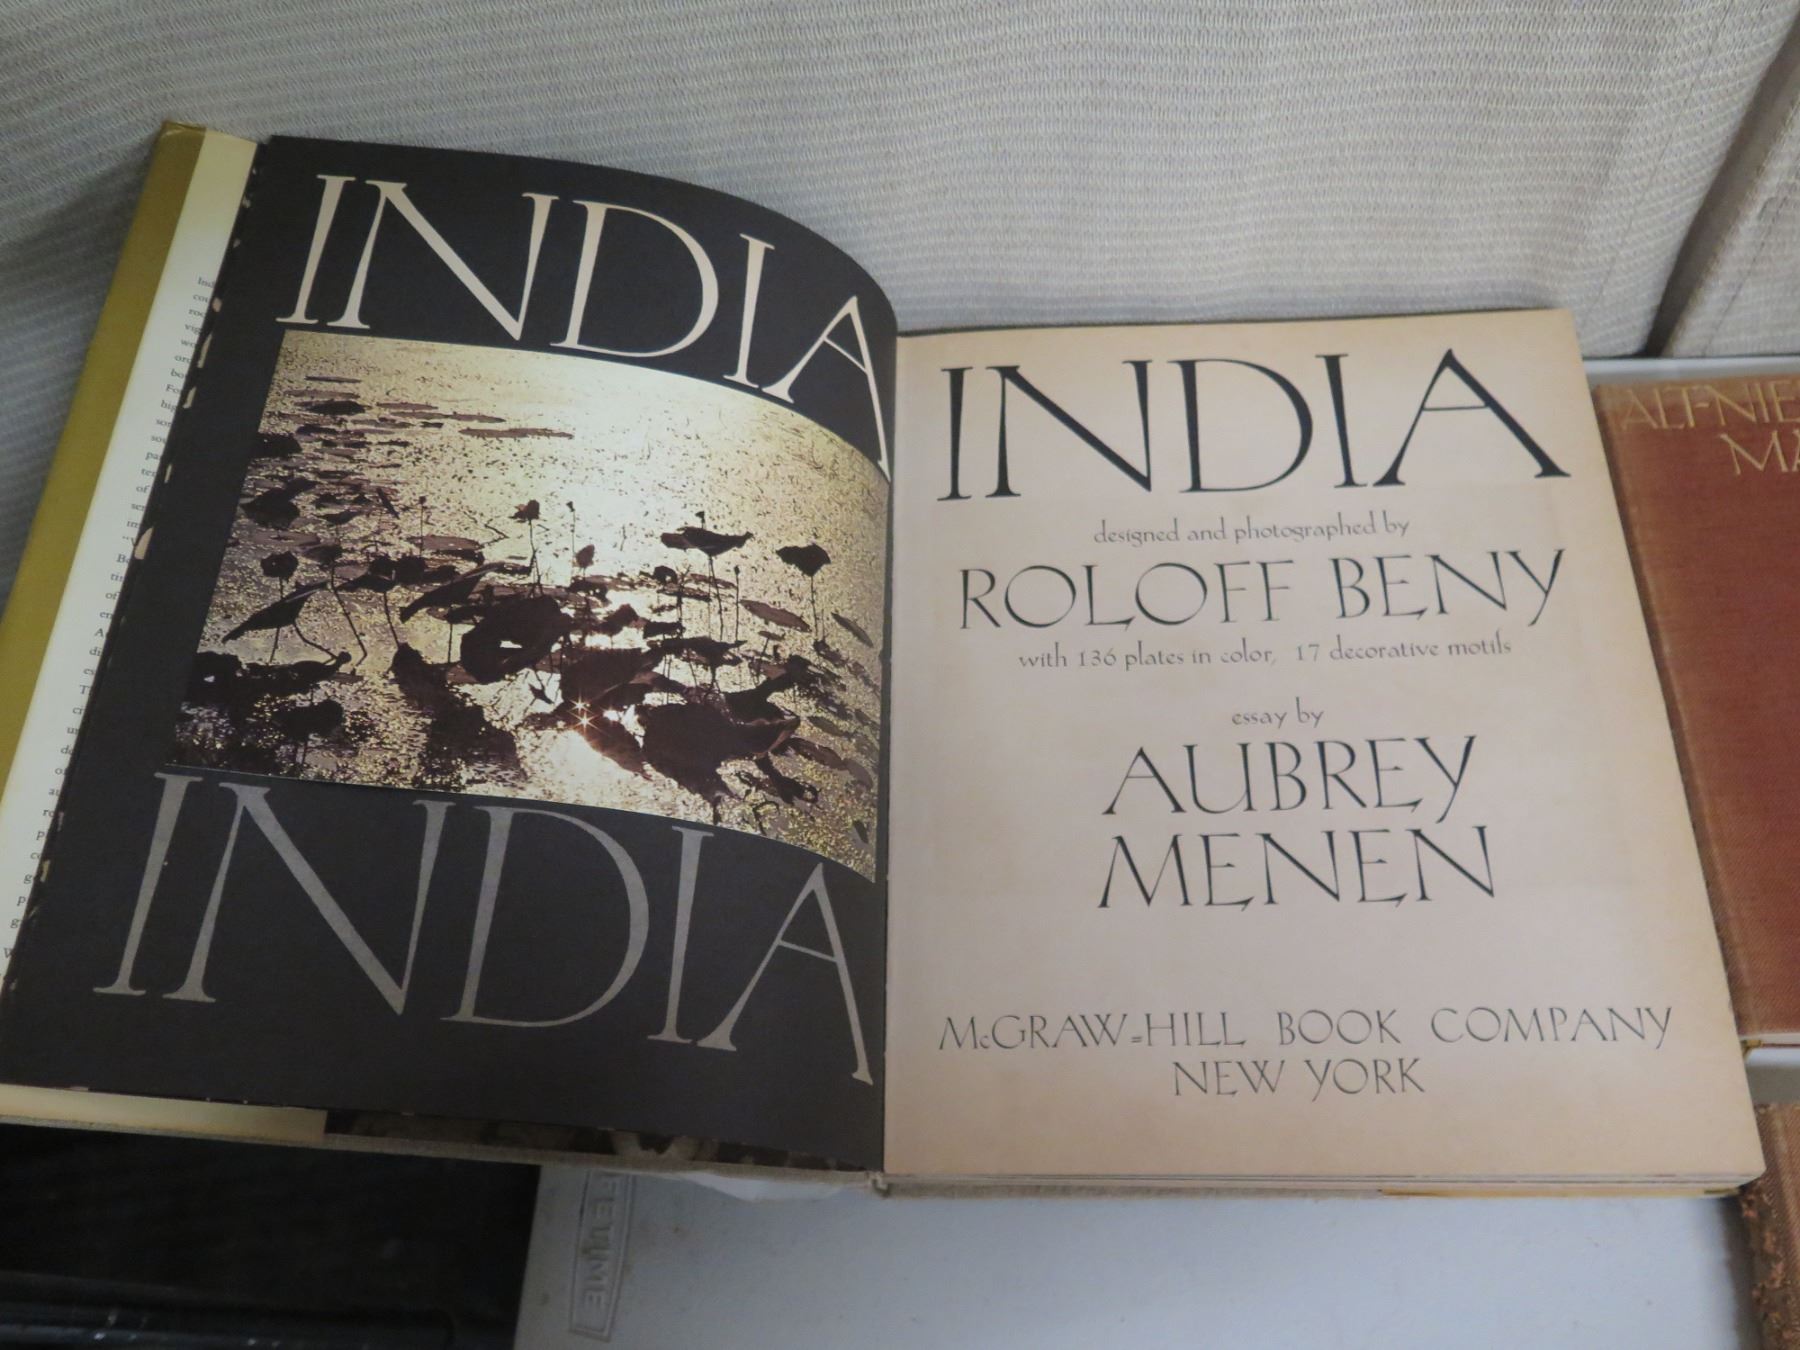 INDIA
INDIA
INDIA
designed and photographed by
ROLOFF BENY
with 136 plates in color, 17 decorative motifs
essay by
AUBREY
MENEN
McGRAW=HILL BOOK COMPANY
NEW YORK
LIFETIME